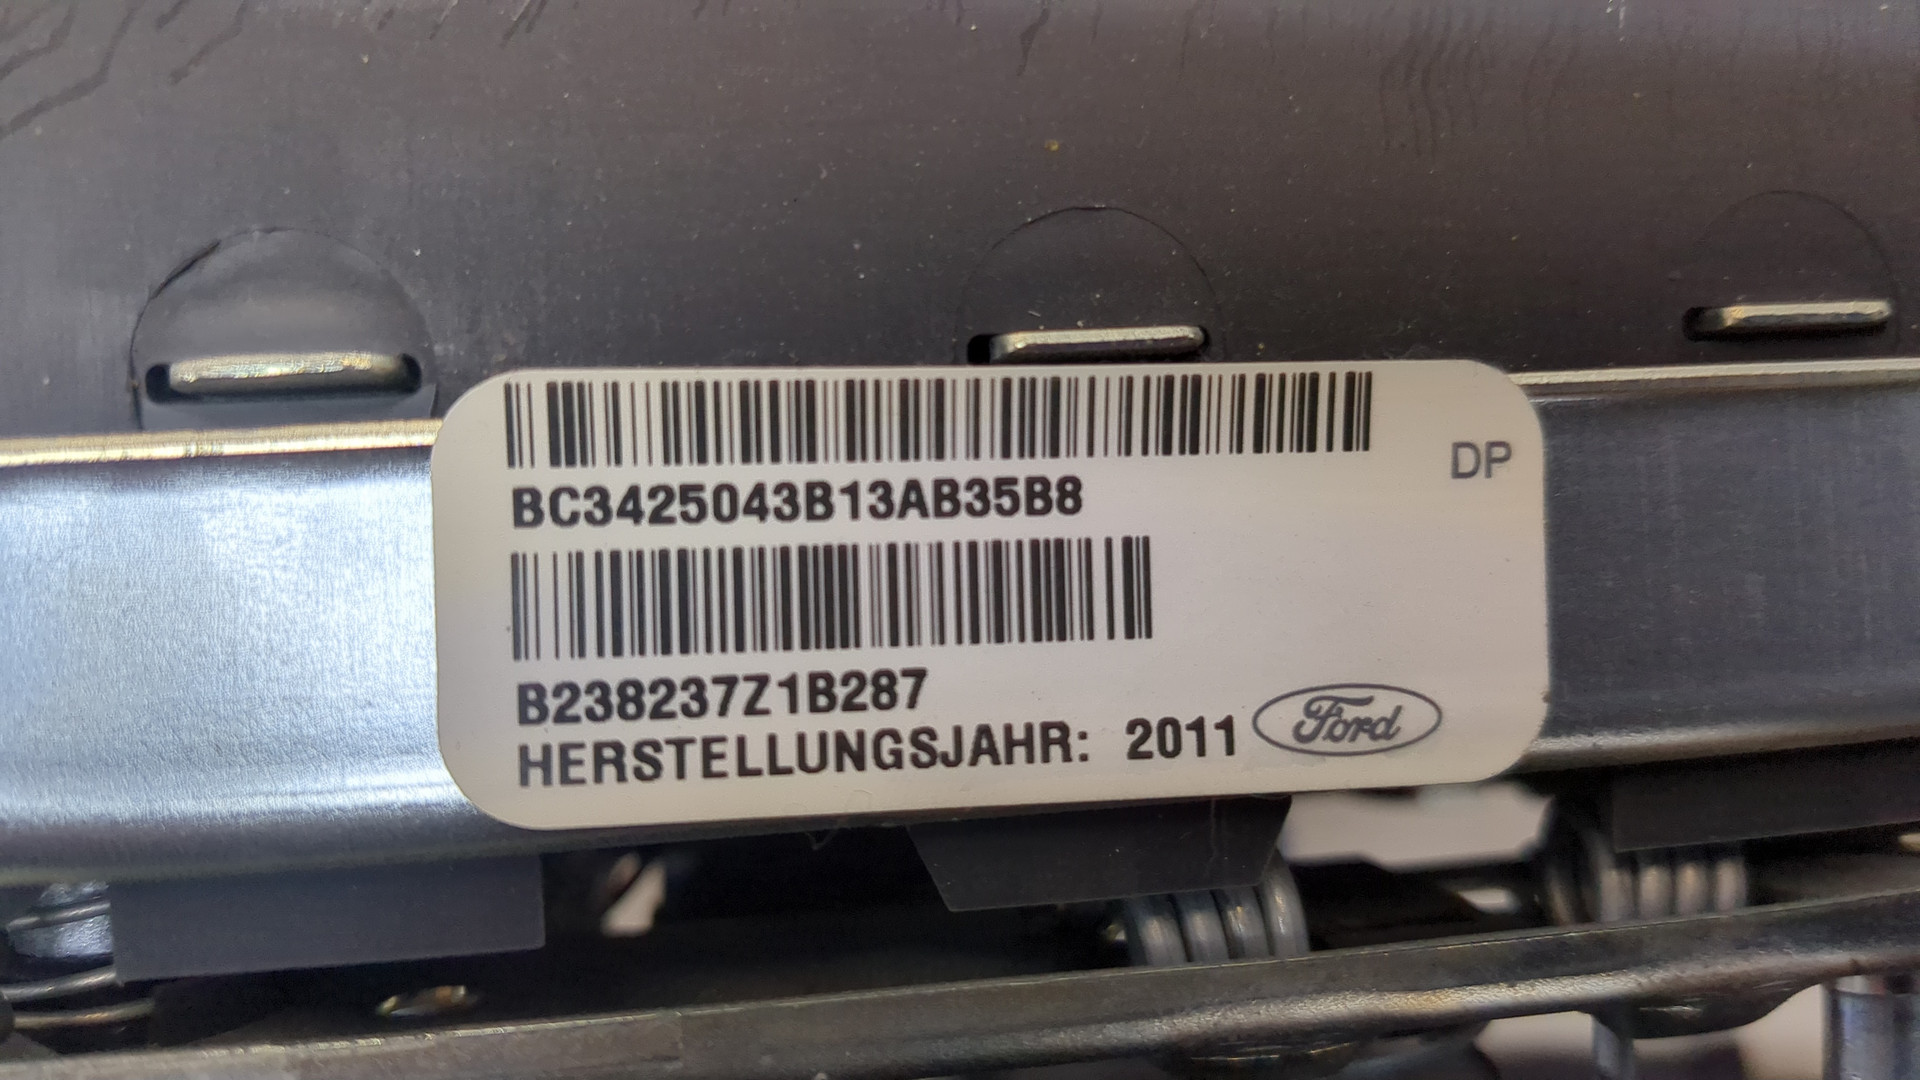 DP
BC3425043B13AB35B8
B238237Z1B287
HERSTELLUNGSJAHR: 2011
Ford